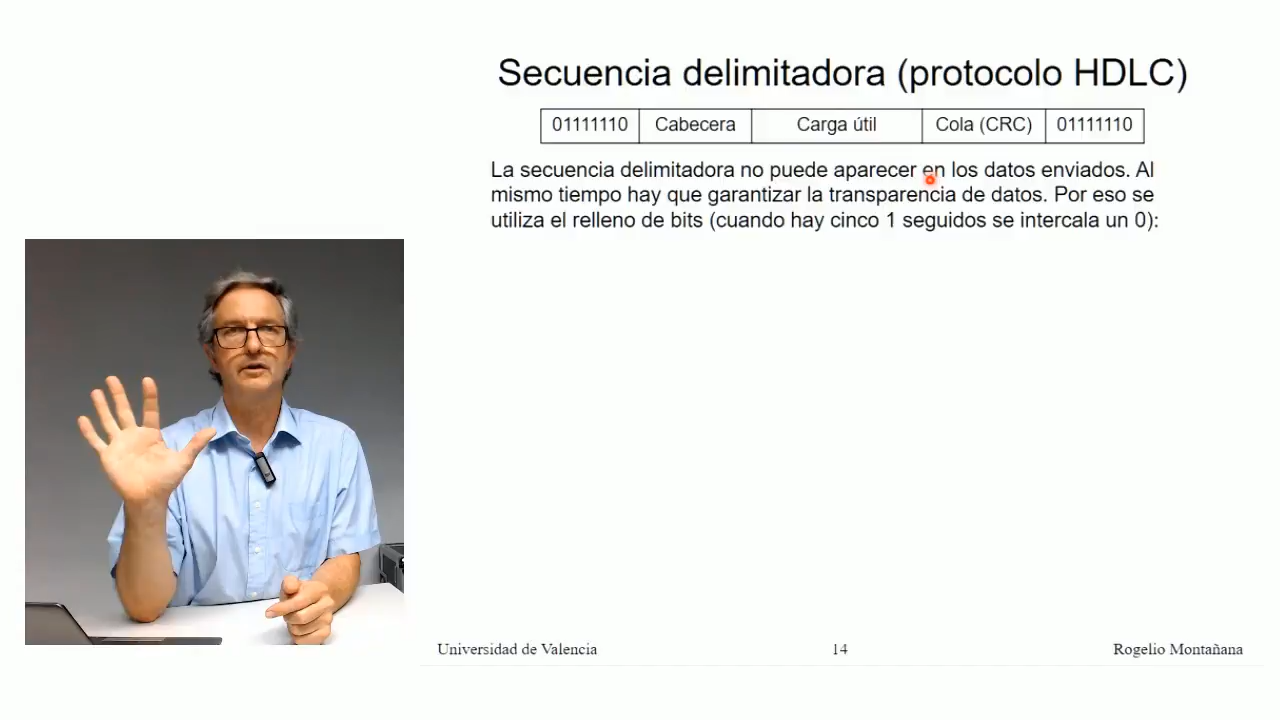 Secuencia delimitadora (protocolo HDLC)
01111110 Cabecera Carga útil Cola (CRC) 01111110
La secuencia delimitadora no puede aparecer en los datos enviados. Al
mismo tiempo hay que garantizar la transparencia de datos. Por eso se
utiliza el relleno de bits (cuando hay cinco 1 seguidos se intercala un 0):
Universidad de Valencia 14 Rogelio Montañana